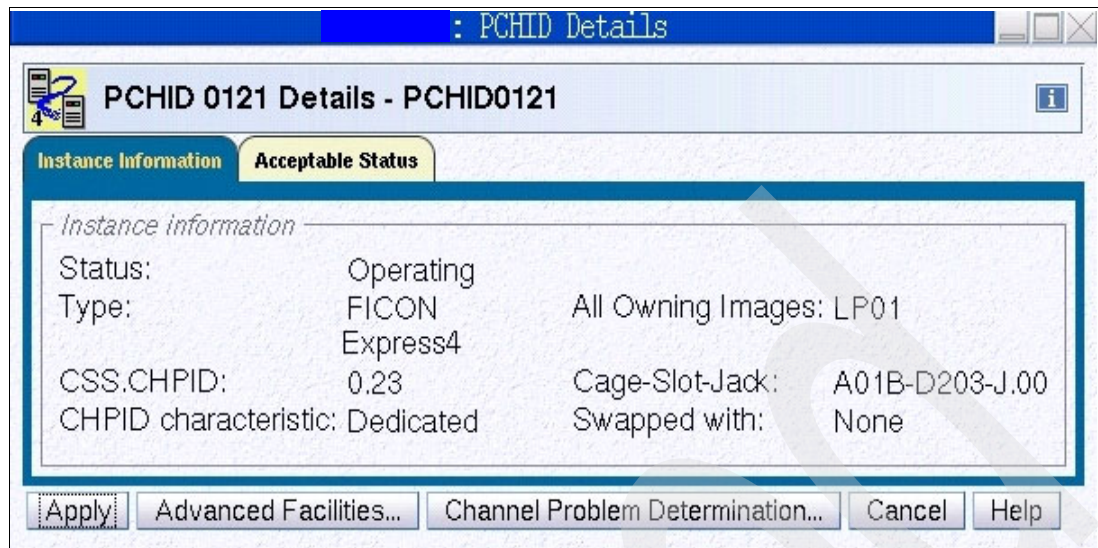 : PCHID Details
PCHID 0121 Details - PCHID0121
i
Instance Information Acceptable Status
Instance information
Status: Operating
Type: FICON Express4 All Owning Images: LP01
CSS.CHPID: 0.23 Cage-Slot-Jack: A01B-D203-J.00
CHPID characteristic: Dedicated Swapped with: None
Apply Advanced Facilities... Channel Problem Determination... Cancel Help